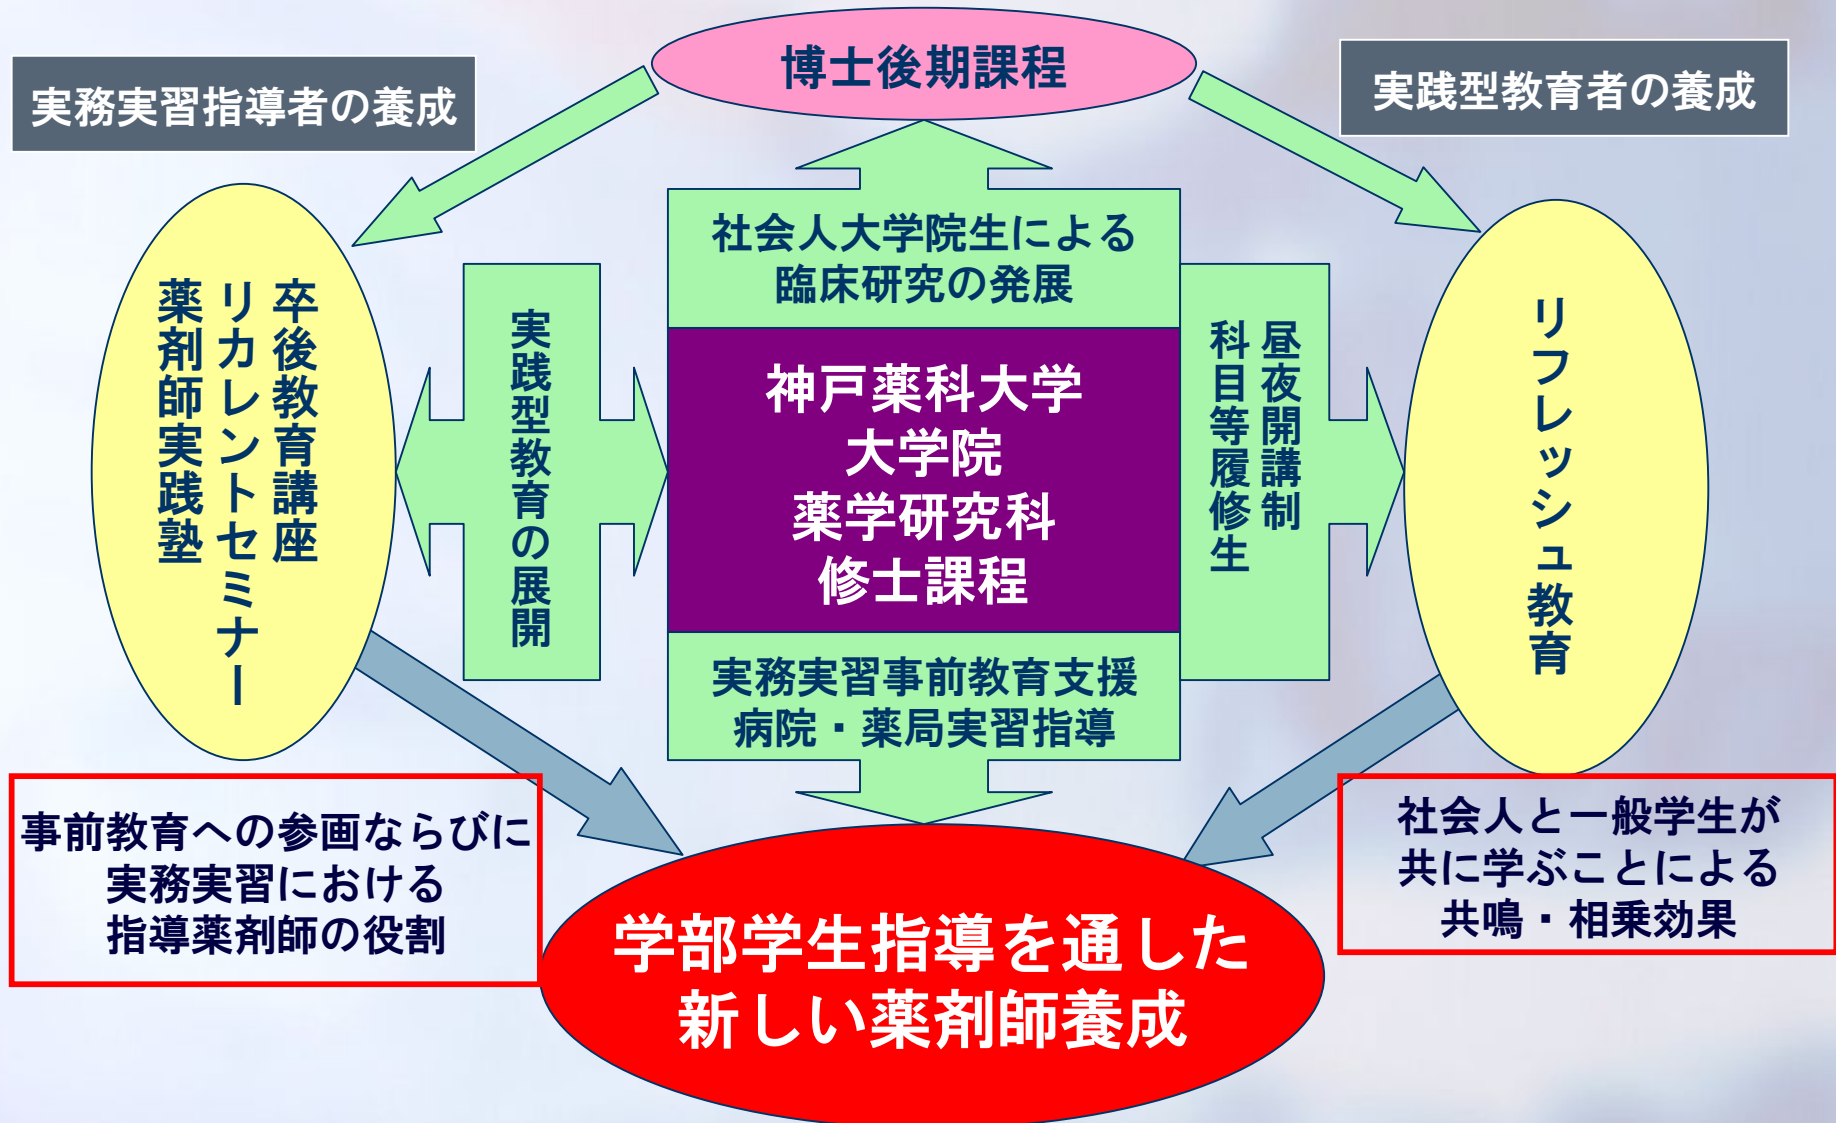 博士後期課程
実務実習指導者の養成
実践型教育者の養成
社会人大学院生による
臨床研究の発展
卒後教育講座
リカレントセミナー
薬剤師実践塾
実践型教育の展開
神戸薬科大学
大学院
薬学研究科
修士課程
昼夜開講制
科目等履修生
リフレッシュ教育
実務実習事前教育支援
病院・薬局実習指導
事前教育への参画ならびに
実務実習における
指導薬剤師の役割
社会人と一般学生が
共に学ぶことによる
共鳴・相乗効果
学部学生指導を通した
新しい薬剤師養成